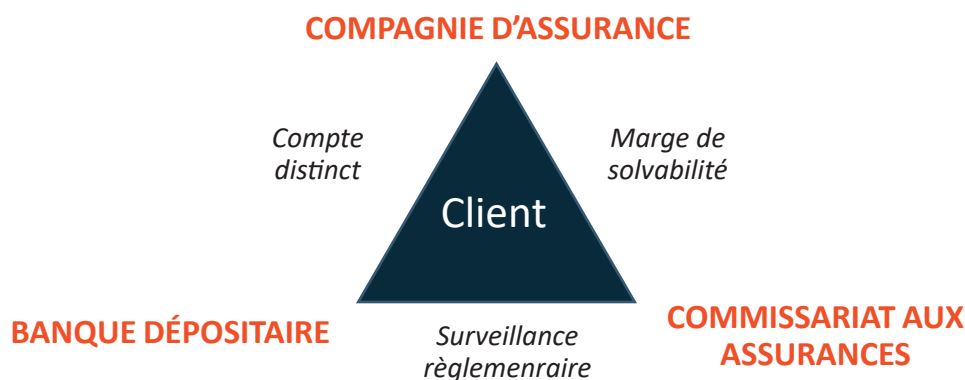 COMPAGNIE D’ASSURANCE
Compte
distinct
Marge de
solvabilité
Client
BANQUE DÉPOSITAIRE
Surveillance
règlemenraire
COMMISSARIAT AUX
ASSURANCES